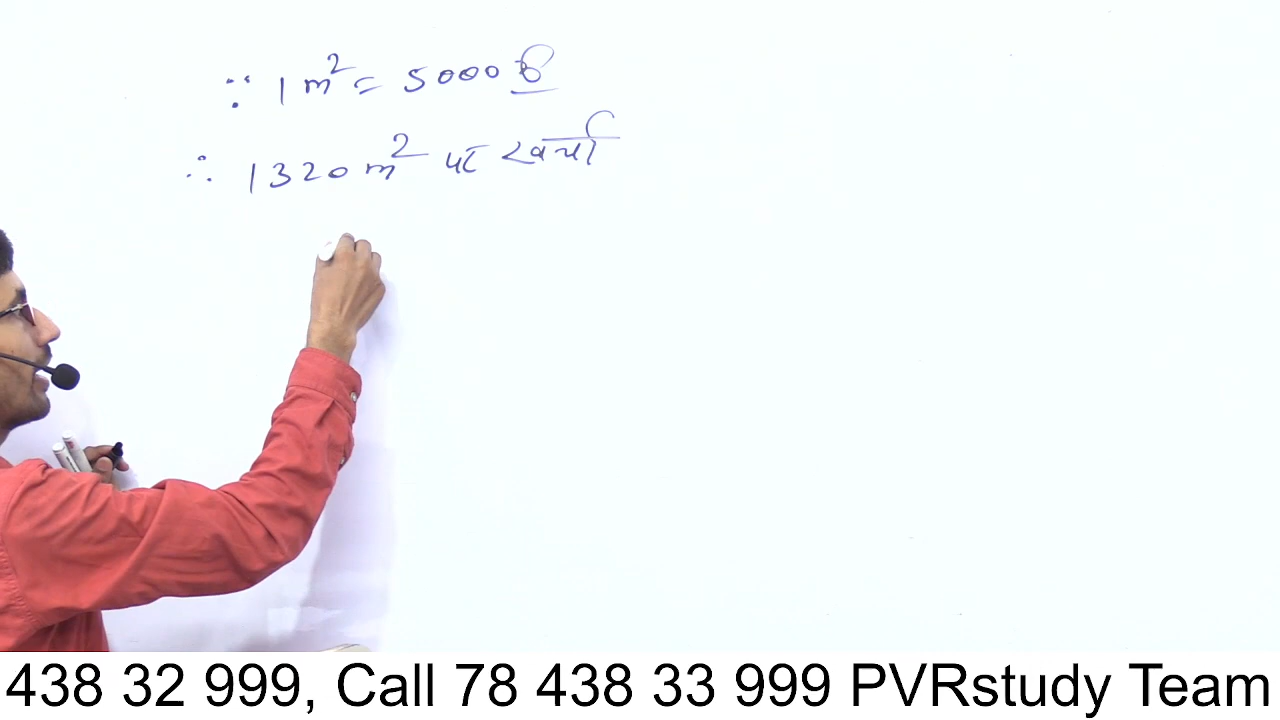 ∵ 1 m² = 5000 रु
∴ 1320 m² पर खर्चा
438 32 999, Call 78 438 33 999 PVRstudy Team